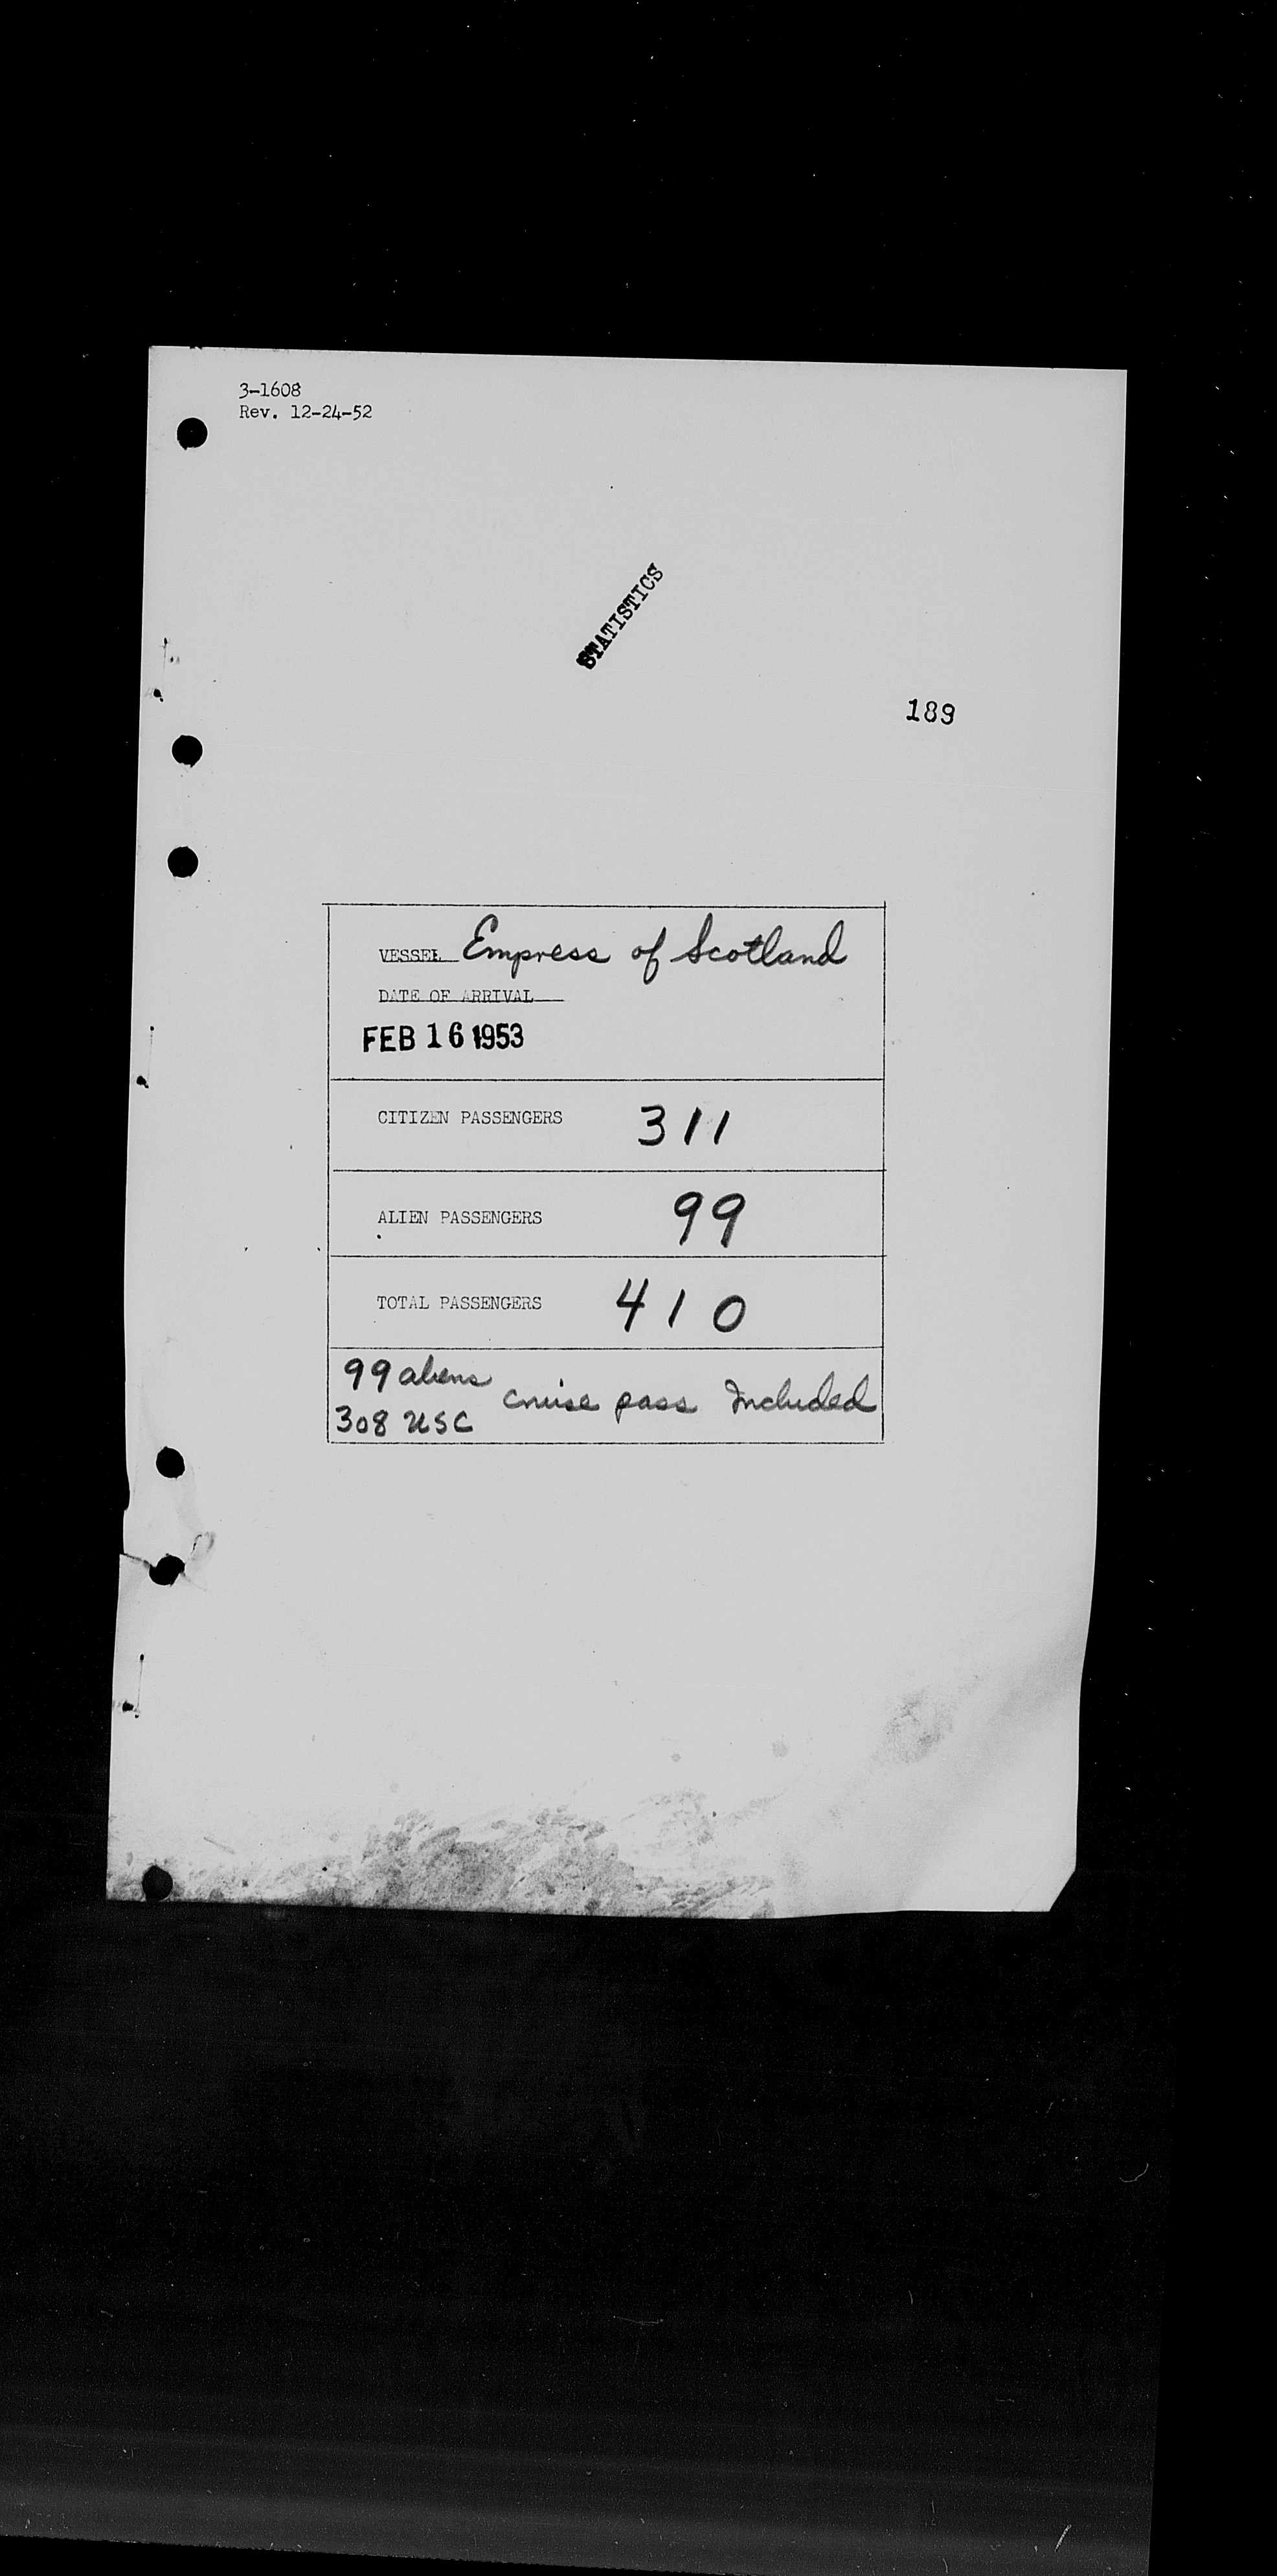 3-1608
Rev. 12-24-52
STATISTICS
189
VESSEL Empress of Scotland
DATE OF ARRIVAL
FEB 16 1953
CITIZEN PASSENGERS 311
ALIEN PASSENGERS 99
TOTAL PASSENGERS 410
99 aliens
cruise pass Included
308 USC